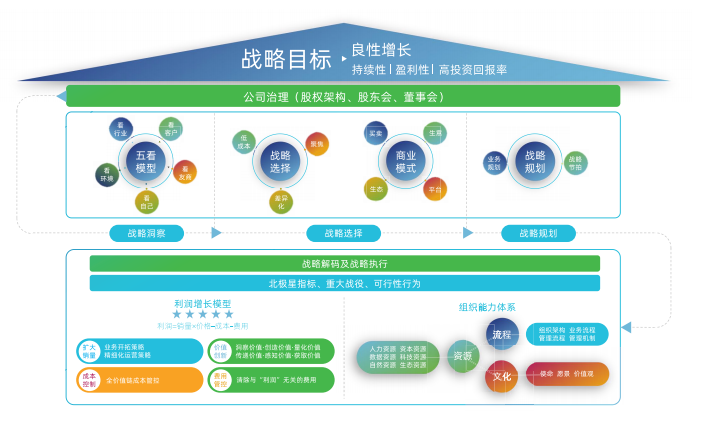 战略目标
良性增长
持续性 | 盈利性 | 高投资回报率
公司治理（股权架构、股东会、董事会）
看
行业
看
客户
五看
模型
看
环境
看
友商
看
自己
低
成本
聚焦
战略
选择
差异
化
买卖
生意
商业
模式
生态
平台
业务
规划
战略
规划
战略
节拍
战略洞察
战略选择
战略规划
战略解码及战略执行
北极星指标、重大战役、可行性行为
利润增长模型
利润=销量×价格-成本-费用
扩大
销量
业务开拓策略
精细化运营策略
价值
创新
洞察价值·创造价值·量化价值
传递价值·感知价值·获取价值
成本
控制
全价值链成本管控
费用
管控
清除与“利润”无关的费用
组织能力体系
人力资源 资本资源
数据资源 科技资源
自然资源 生态资源
资源
流程
文化
组织架构 业务流程
管理流程 管理机制
使命 愿景 价值观